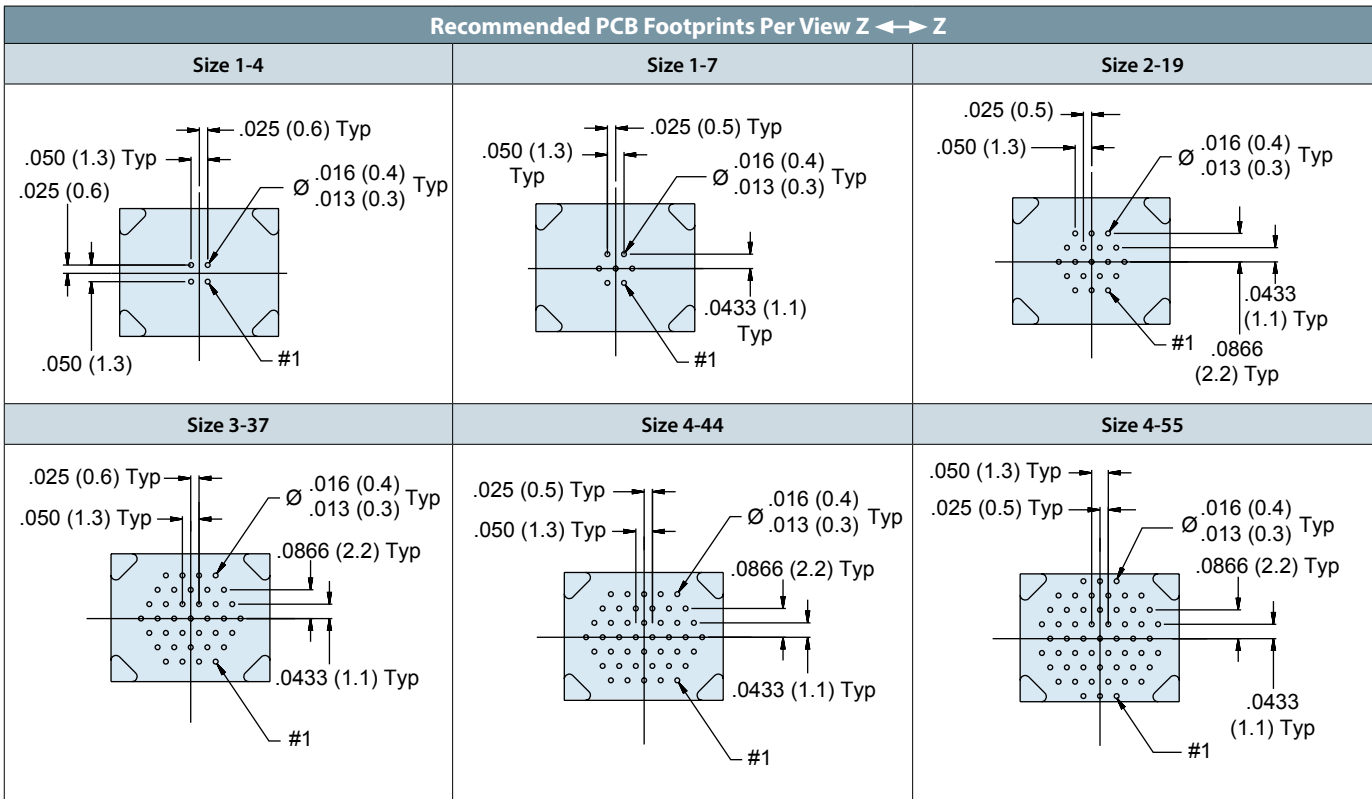 Recommended PCB Footprints Per View Z ↔ Z
Size 1-4
Size 1-7
Size 2-19
.025 (0.6) Typ
.050 (1.3) Typ
.025 (0.6)
Ø .016 (0.4) Typ
.013 (0.3)
.050 (1.3)
#1
.025 (0.5) Typ
.050 (1.3)
Typ
Ø .016 (0.4) Typ
.013 (0.3)
.0433 (1.1)
Typ
#1
.025 (0.5)
.050 (1.3)
Ø .016 (0.4) Typ
.013 (0.3)
.0433
(1.1) Typ
#1
.0866
(2.2) Typ
Size 3-37
Size 4-44
Size 4-55
.025 (0.6) Typ
.050 (1.3) Typ
Ø .016 (0.4) Typ
.013 (0.3)
.0866 (2.2) Typ
.0433 (1.1) Typ
#1
.025 (0.5) Typ
.050 (1.3) Typ
Ø .016 (0.4) Typ
.013 (0.3)
.0866 (2.2) Typ
.0433 (1.1) Typ
#1
.050 (1.3) Typ
.025 (0.5) Typ
Ø .016 (0.4) Typ
.013 (0.3)
.0866 (2.2) Typ
.0433
(1.1) Typ
#1